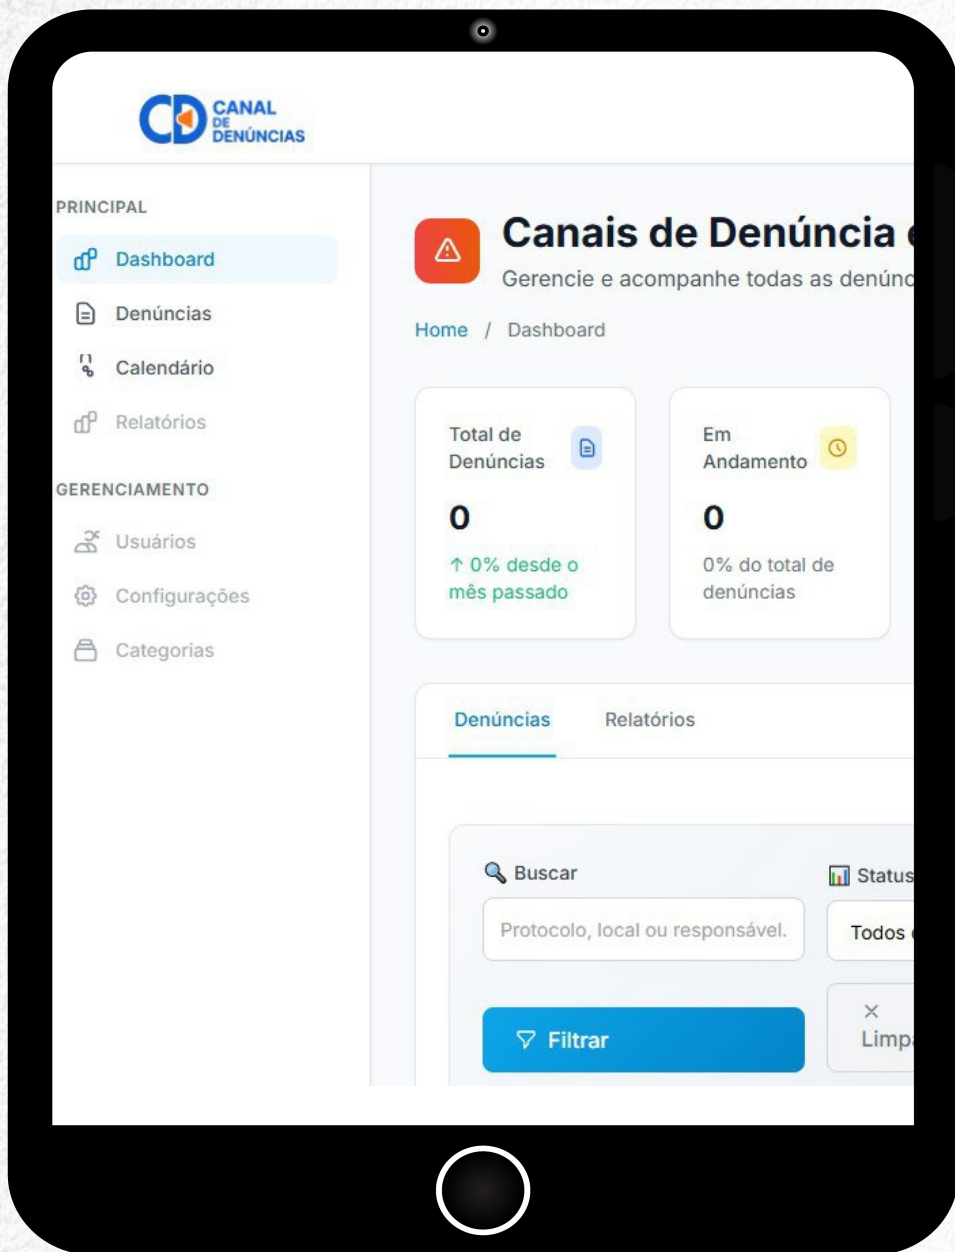 CANAL
DE
DENÚNCIAS
PRINCIPAL
Dashboard
Denúncias
Calendário
Relatórios
GERENCIAMENTO
Usuários
Configurações
Categorias
Canais de Denúncia
Gerencie e acompanhe todas as
Home / Dashboard
Total de
Denúncias
0
↑ 0% desde o
mês passado
Em
Andamento
0
0% do total de
denúncias
Denúncias Relatórios
Buscar
Protocolo, local ou responsável.
Filtrar
Status
Todos